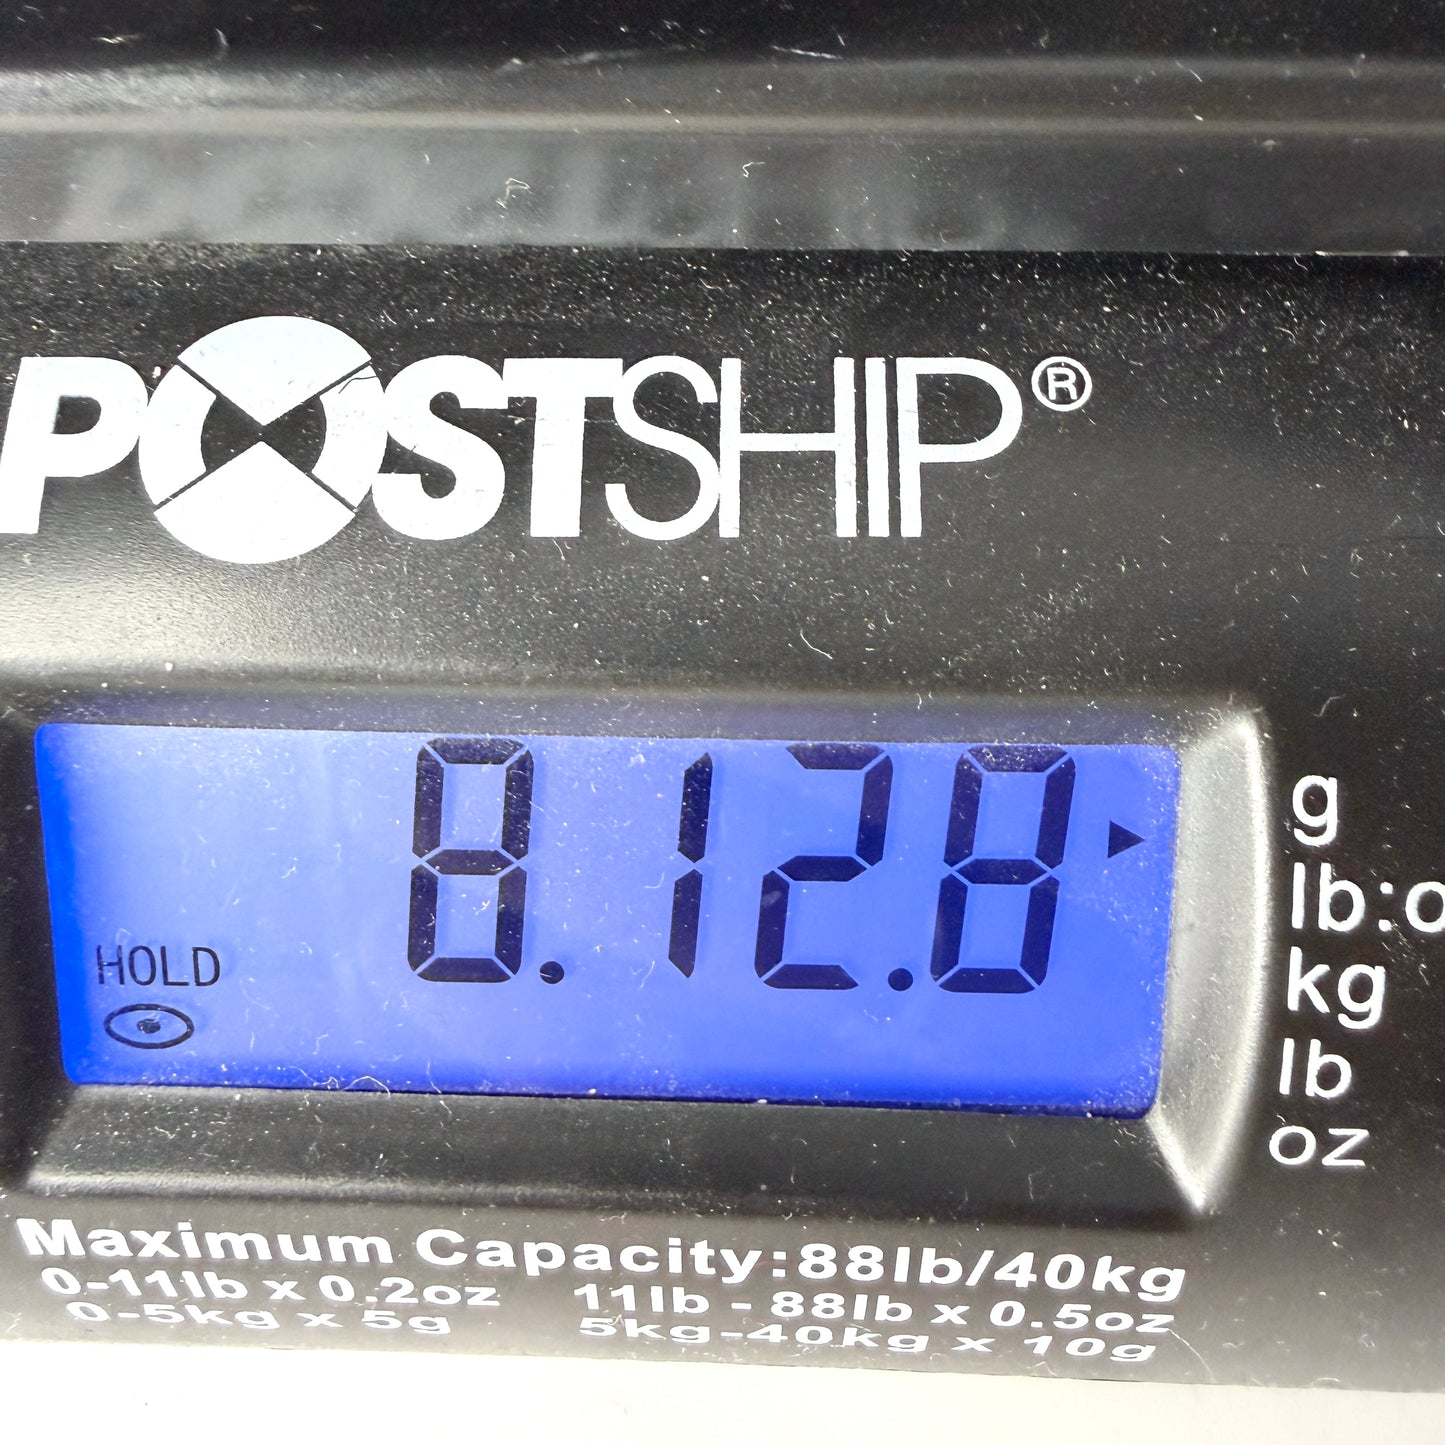 POSTSHIP®
8.12.8
HOLD
g
lb:o
kg
lb
oz
Maximum Capacity:88lb/40kg
0-11lb x 0.2oz 11lb - 88lb x 0.5oz
0-5kg x 5g 5kg-40kg x 10g